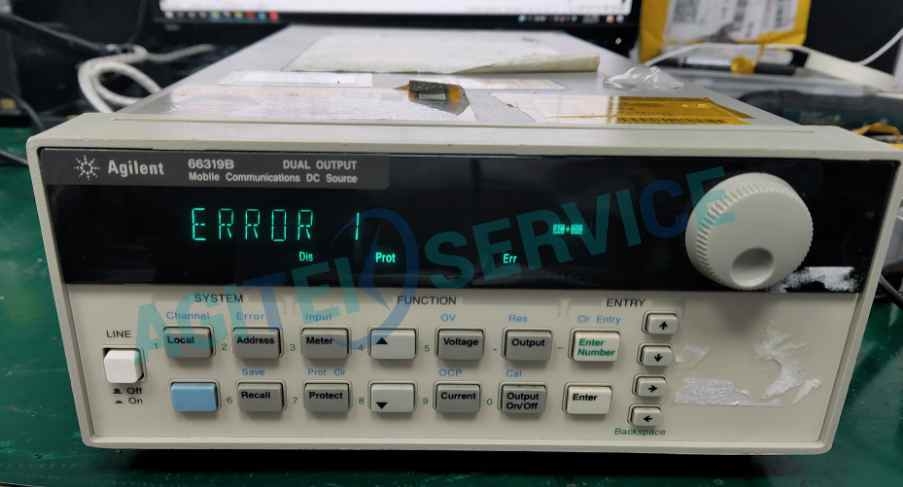 Agilent 66319B DUAL OUTPUT
Mobile Communications DC Source
ERROR 1
Dis Prot Err
AGITEK SERVICE
SYSTEM FUNCTION ENTRY
LINE
Channel Error Input OV Res Clr Entry
1 Local 2 Address 3 Meter 4 5 Voltage . Output - Enter Number
Off
On
Save Prot Clr OCP Cal
6 Recall 7 Protect 8 9 Current 0 Output On/Off Enter
Backspace